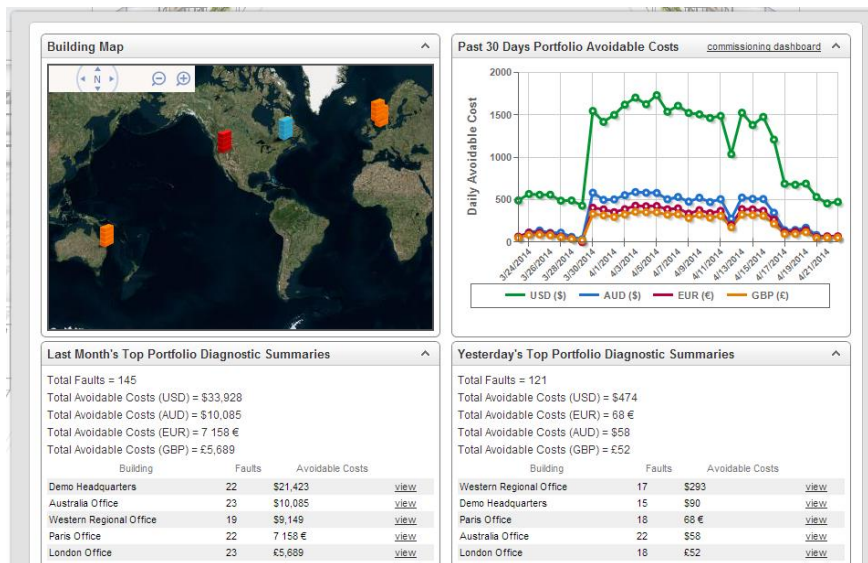 Building Map
N
Past 30 Days Portfolio Avoidable Costs commissioning dashboard
Daily Avoidable Cost
2000
1500
1000
500
0
3/24/2014 3/26/2014 3/28/2014 3/30/2014 4/1/2014 4/3/2014 4/5/2014 4/7/2014 4/9/2014 4/11/2014 4/13/2014 4/15/2014 4/17/2014 4/19/2014 4/21/2014
USD ($) AUD ($) EUR (€) GBP (£)
Last Month's Top Portfolio Diagnostic Summaries
Total Faults = 145
Total Avoidable Costs (USD) = $33,928
Total Avoidable Costs (AUD) = $10,085
Total Avoidable Costs (EUR) = 7 158 €
Total Avoidable Costs (GBP) = £5,689
Building Faults Avoidable Costs
Demo Headquarters 22 $21,423 view
Australia Office 23 $10,085 view
Western Regional Office 19 $9,149 view
Paris Office 22 7 158 € view
London Office 23 £5,689 view
Yesterday's Top Portfolio Diagnostic Summaries
Total Faults = 121
Total Avoidable Costs (USD) = $474
Total Avoidable Costs (EUR) = 68 €
Total Avoidable Costs (AUD) = $58
Total Avoidable Costs (GBP) = £52
Building Faults Avoidable Costs
Western Regional Office 17 $293 view
Demo Headquarters 15 $90 view
Paris Office 18 68 € view
Australia Office 22 $58 view
London Office 18 £52 view